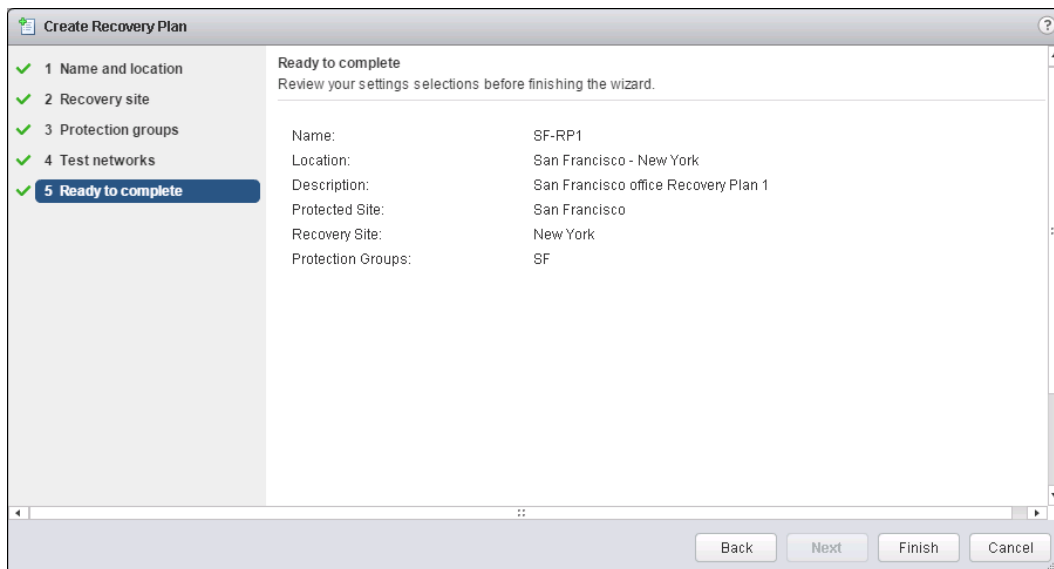 Create Recovery Plan
?
1 Name and location
2 Recovery site
3 Protection groups
4 Test networks
5 Ready to complete
Ready to complete
Review your settings selections before finishing the wizard.
Name: SF-RP1
Location: San Francisco - New York
Description: San Francisco office Recovery Plan 1
Protected Site: San Francisco
Recovery Site: New York
Protection Groups: SF
Back Next Finish Cancel